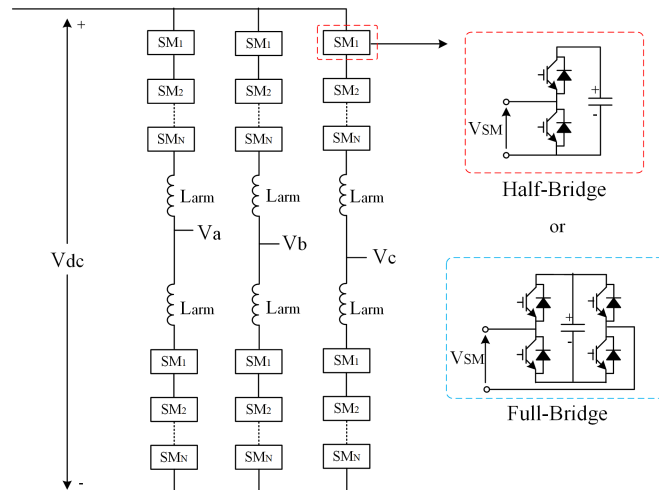 +
SM1 SM1 SM1
SM2 SM2 SM2
SMN SMN SMN
Larm Larm Larm
Va Vb Vc
Vdc
Larm Larm Larm
SM1 SM1 SM1
SM2 SM2 SM2
SMN SMN SMN
-
+
VSM
-
Half-Bridge
or
+
VSM
-
Full-Bridge